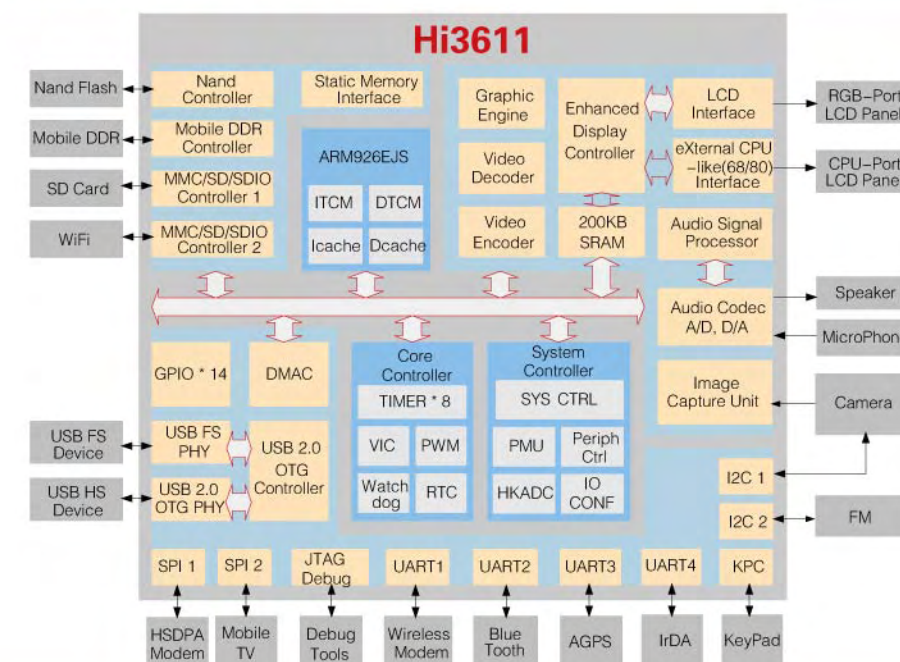 Hi3611
Nand Flash
Mobile DDR
SD Card
WiFi
Nand
Controller
Mobile DDR
Controller
MMC/SD/SDIO
Controller 1
MMC/SD/SDIO
Controller 2
Static Memory
Interface
ARM926EJS
ITCM
DTCM
Icache
Dcache
Graphic
Engine
Video
Decoder
Video
Encoder
Enhanced
Display
Controller
200KB
SRAM
LCD
Interface
eXternal CPU
-like(68/80)
Interface
Audio Signal
Processor
Audio Codec
A/D, D/A
Image
Capture Unit
RGB-Port
LCD Panel
CPU-Port
LCD Panel
Speaker
MicroPhone
Camera
FM
GPIO * 14
DMAC
USB FS
Device
USB HS
Device
USB FS
PHY
USB 2.0
OTG PHY
USB 2.0
OTG
Controller
Core
Controller
TIMER * 8
VIC
PWM
Watch
dog
RTC
System
Controller
SYS CTRL
PMU
Periph
Ctrl
HKADC
IO
CONF
I2C 1
I2C 2
SPI 1
SPI 2
JTAG
Debug
UART1
UART2
UART3
UART4
KPC
HSDPA
Modem
Mobile
TV
Debug
Tools
Wireless
Modem
Blue
Tooth
AGPS
IrDA
KeyPad